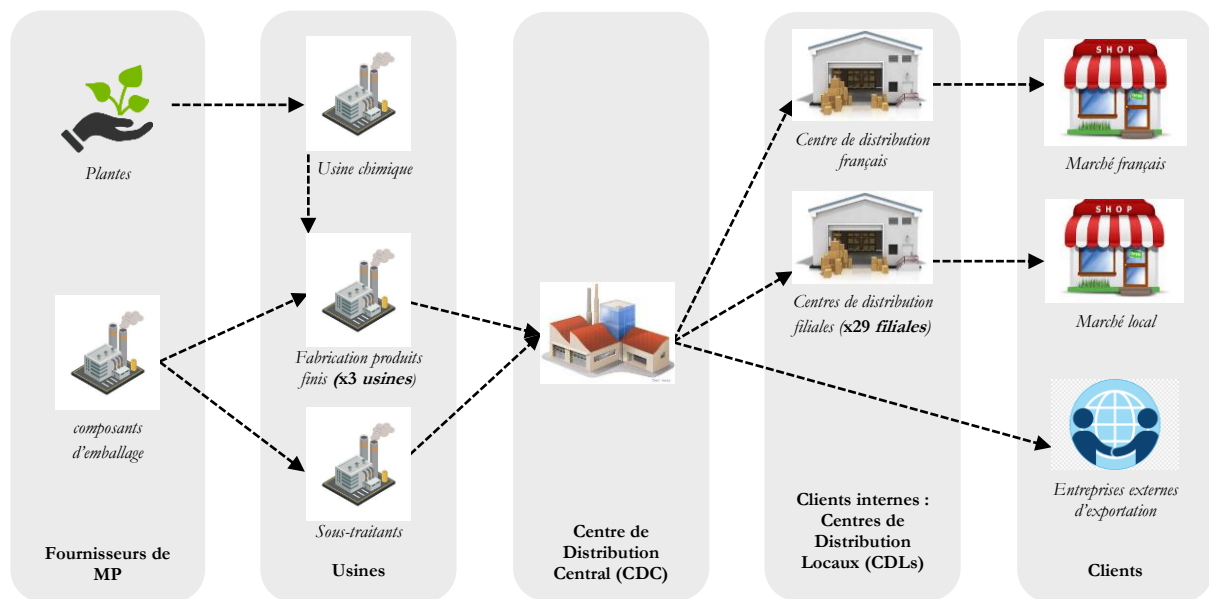 Plantes
composants
d'emballage
Fournisseurs de
MP
Usine chimique
Fabrication produits
finis (x3 usines)
Sous-traitants
Usines
Centre de
Distribution
Central (CDC)
Centre de distribution
français
Centres de distribution
filiales (x29 filiales)
Clients internes :
Centres de
Distribution
Locaux (CDLs)
SHOP
Marché français
SHOP
Marché local
Entreprises externes
d'exportation
Clients